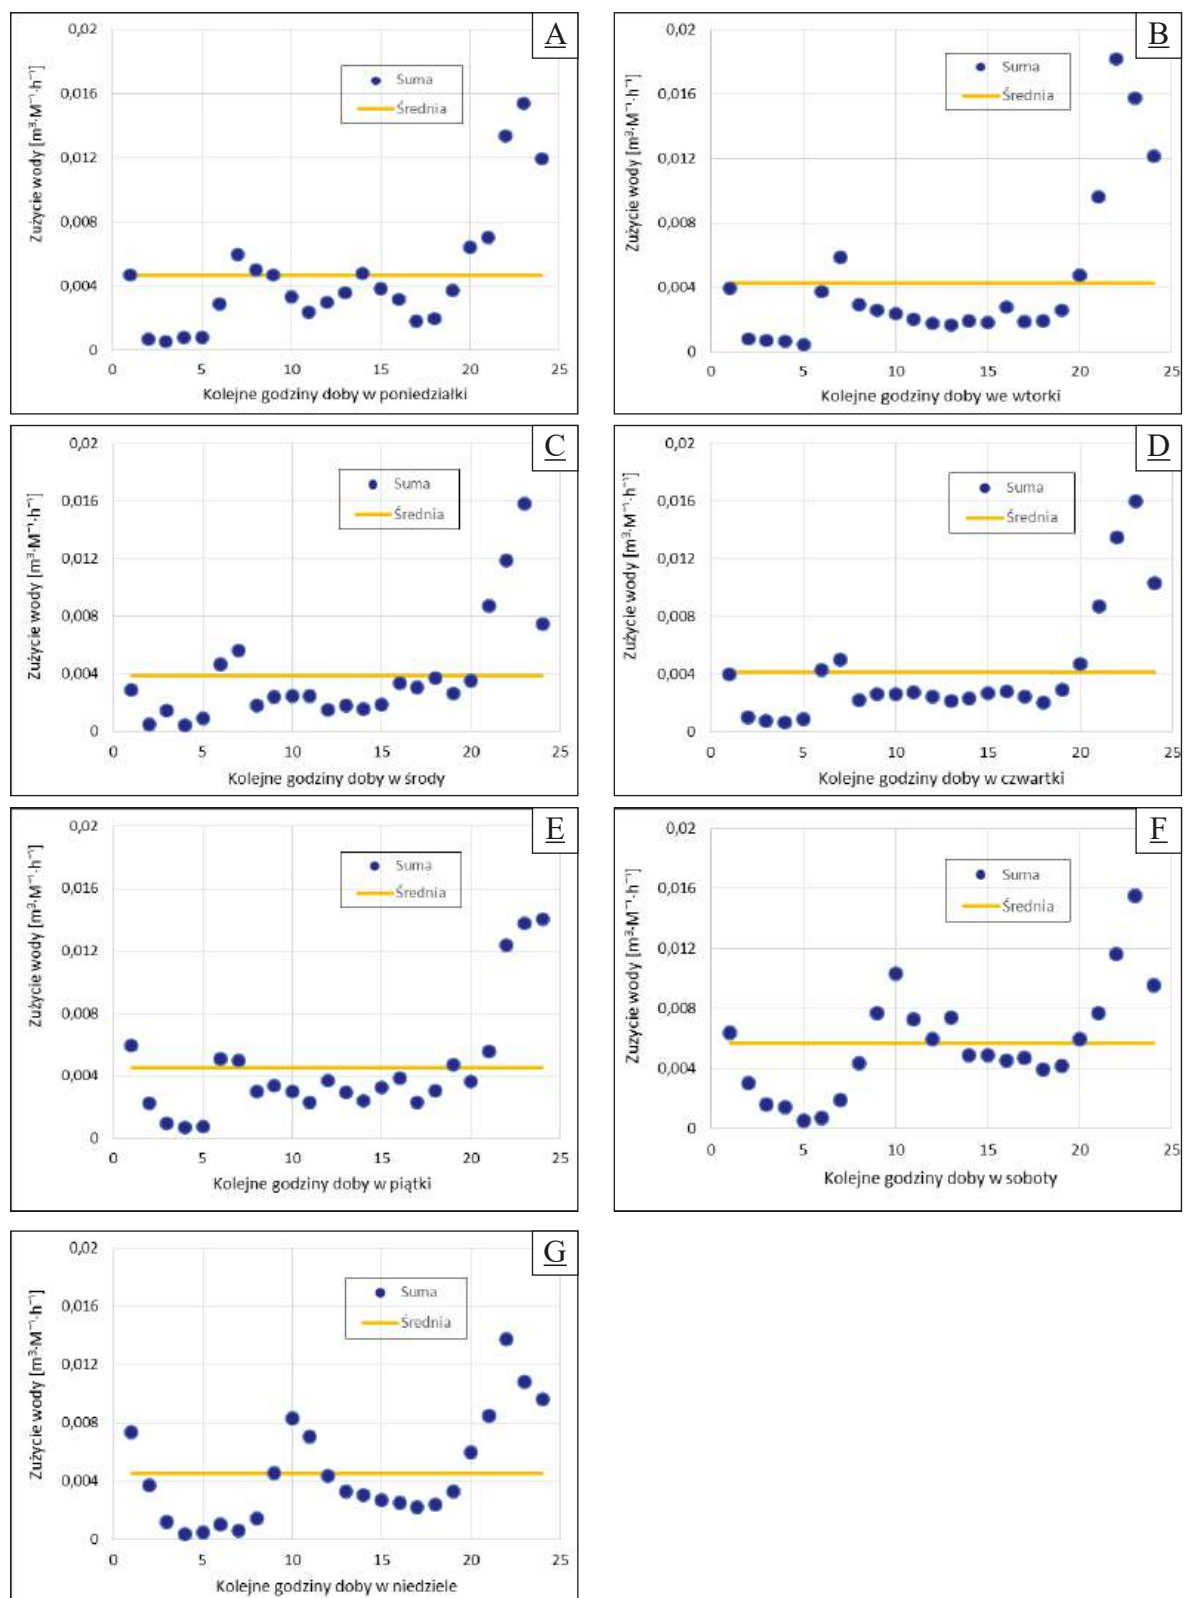 A
Zużycie wody [m³·M⁻¹·h⁻¹]
0,02
0,016
0,012
0,008
0,004
0
Suma
Średnia
0 5 10 15 20 25
Kolejne godziny doby w poniedziałki
B
Zużycie wody [m³·M⁻¹·h⁻¹]
0,02
0,016
0,012
0,008
0,004
0
Suma
Średnia
0 5 10 15 20 25
Kolejne godziny doby we wtorki
C
Zużycie wody [m³·M⁻¹·h⁻¹]
0,02
0,016
0,012
0,008
0,004
0
Suma
Średnia
0 5 10 15 20 25
Kolejne godziny doby w środy
D
Zużycie wody [m³·M⁻¹·h⁻¹]
0,02
0,016
0,012
0,008
0,004
0
Suma
Średnia
0 5 10 15 20 25
Kolejne godziny doby w czwartki
E
Zużycie wody [m³·M⁻¹·h⁻¹]
0,02
0,016
0,012
0,008
0,004
0
Suma
Średnia
0 5 10 15 20 25
Kolejne godziny doby w piątki
F
Zużycie wody [m³·M⁻¹·h⁻¹]
0,02
0,016
0,012
0,008
0,004
0
Suma
Średnia
0 5 10 15 20 25
Kolejne godziny doby w soboty
G
Zużycie wody [m³·M⁻¹·h⁻¹]
0,02
0,016
0,012
0,008
0,004
0
Suma
Średnia
0 5 10 15 20 25
Kolejne godziny doby w niedziele